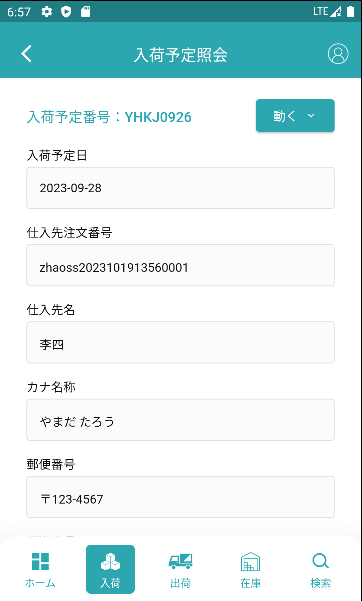 6:57
LTE
入荷予定照会
入荷予定番号：YHKJ0926
動く
入荷予定日
2023-09-28
仕入先注文番号
zhaoss2023101913560001
仕入先名
李四
カナ名称
やまだ たろう
郵便番号
〒123-4567
ホーム
入荷
出荷
在庫
検索